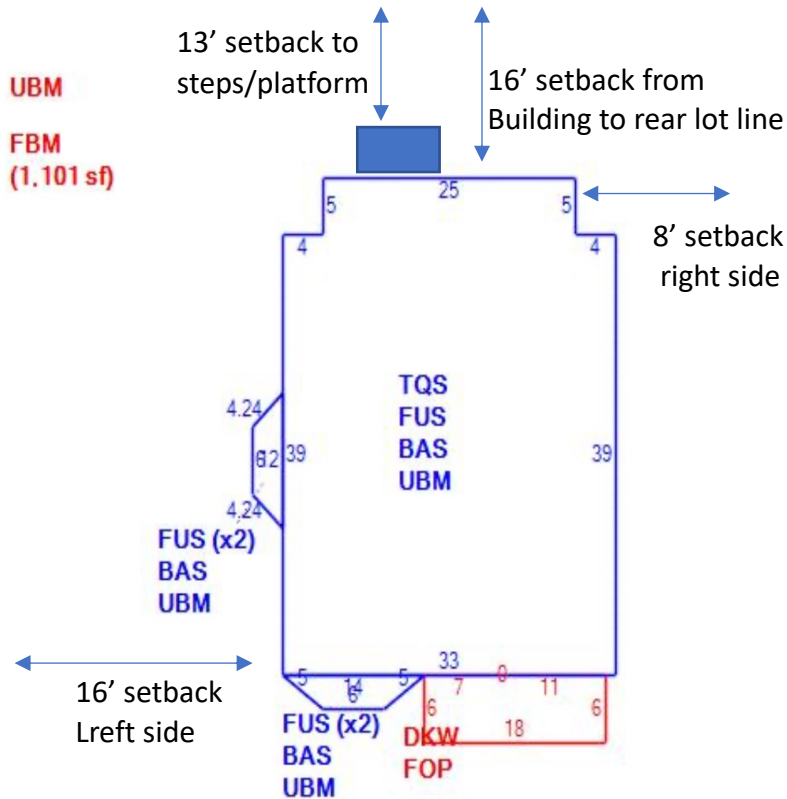 13’ setback to
steps/platform
16’ setback from
Building to rear lot line
UBM
FBM
(1,101 sf)
25
5
5
4
4
8’ setback
right side
TQS
FUS
BAS
UBM
4.24
6
12
39
39
4.24
FUS (x2)
BAS
UBM
16’ setback
Lreft side
33
5
14
6
5
7
0
11
6
6
18
FUS (x2)
BAS
UBM
DKW
FOP